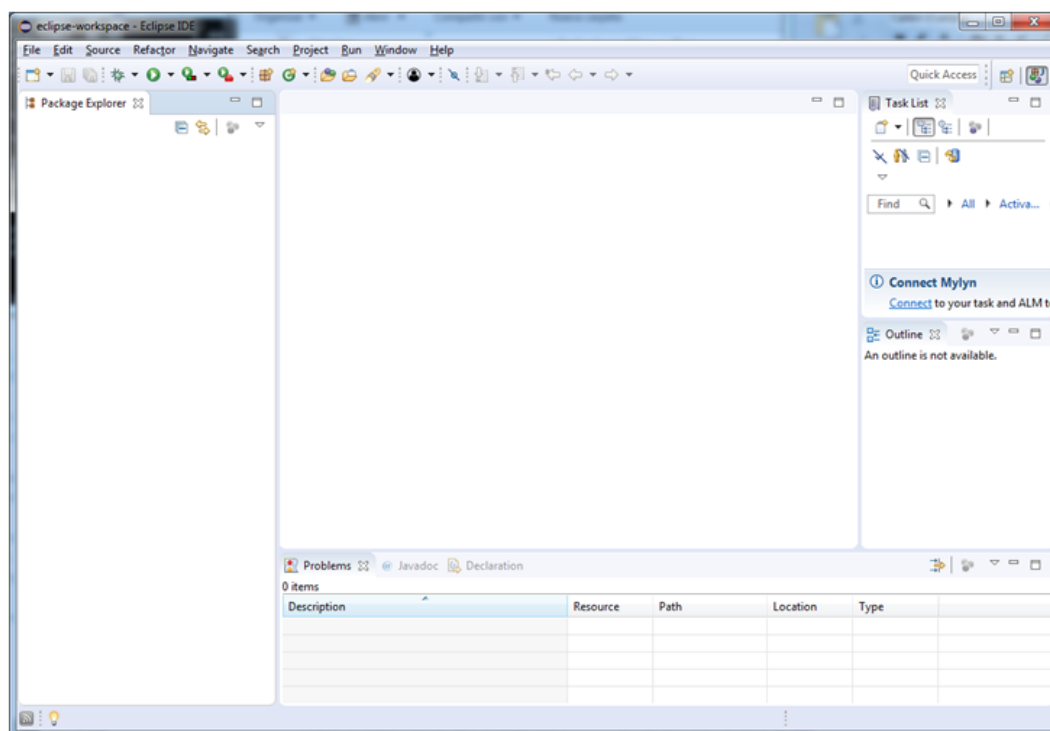 eclipse-workspace - Eclipse IDE
File Edit Source Refactor Navigate Search Project Run Window Help
Quick Access
Package Explorer
Task List
Find All Activa...
Connect Mylyn
Connect to your task and ALM t
Outline
An outline is not available.
Problems @ Javadoc Declaration
0 items
Description Resource Path Location Type